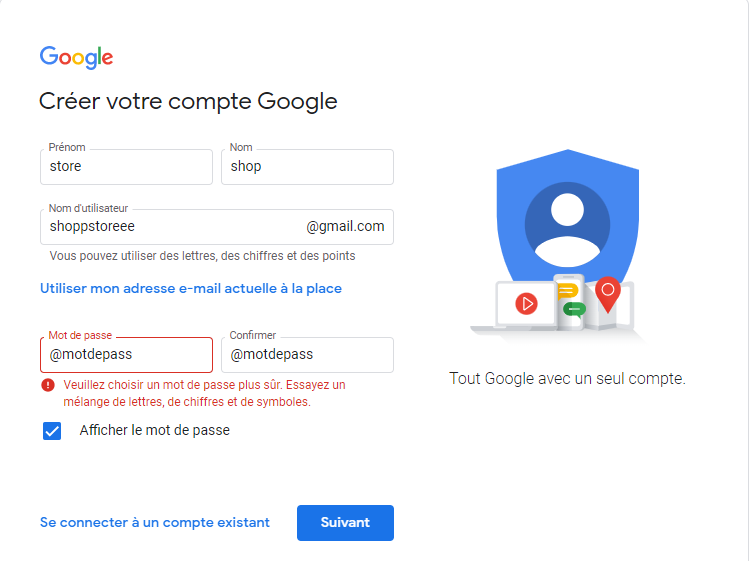 Google
Créer votre compte Google
Prénom
store
Nom
shop
Nom d'utilisateur
shoppstoreee
@gmail.com
Vous pouvez utiliser des lettres, des chiffres et des points
Utiliser mon adresse e-mail actuelle à la place
Mot de passe
@motdepass
Confirmer
@motdepass
Veuillez choisir un mot de passe plus sûr. Essayez un
mélange de lettres, de chiffres et de symboles.
Afficher le mot de passe
Se connecter à un compte existant
Suivant
Tout Google avec un seul compte.